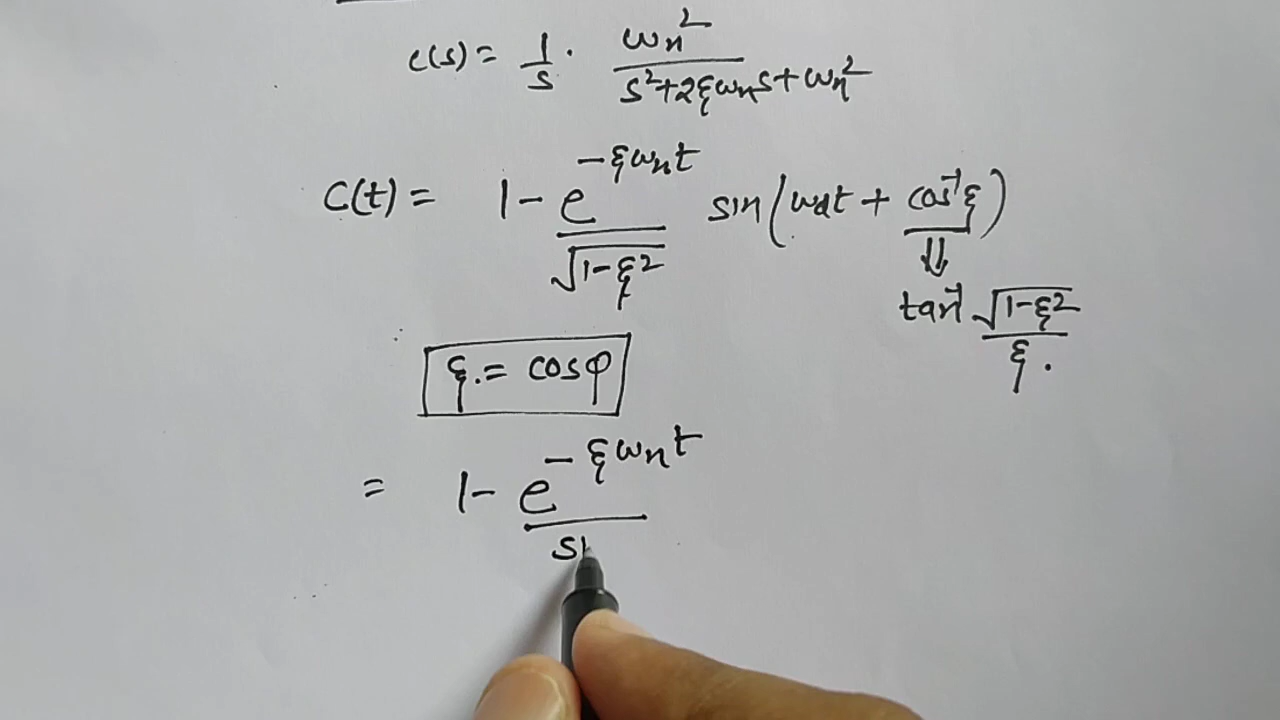 C(s) = 1/s · ωn²/(s²+2ξωns+ωn²)
C(t) = 1 - e^(-ξωnt)/√(1-ξ²) sin(ωdt + cos⁻¹ξ)
⇓
tan⁻¹ √(1-ξ²)/ξ.
ξ. = cosφ
= 1 - e^(-ξωnt)/si